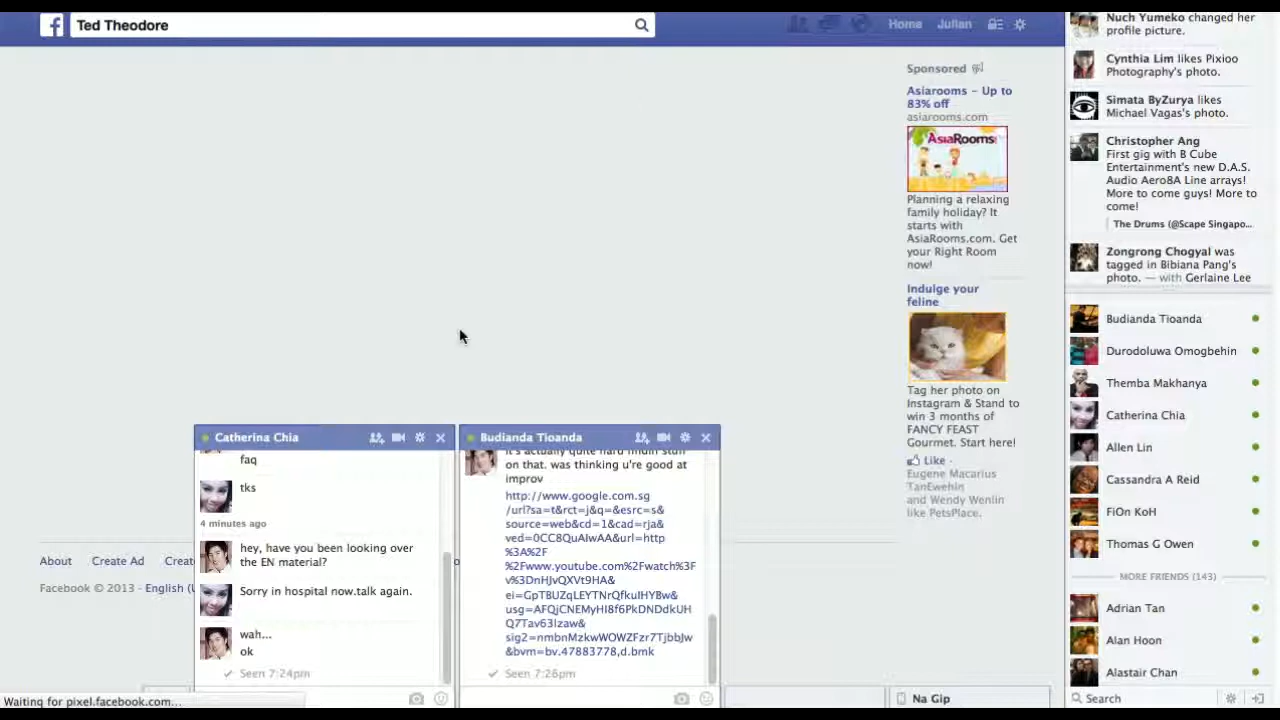 Ted Theodore
Home
Julian
Sponsored
Asiarooms – Up to
83% off
asiarooms.com
AsiaRooms
Planning a relaxing
family holiday? It
starts with
AsiaRooms.com. Get
your Right Room
now!
Indulge your
feline
Tag her photo on
Instagram & Stand to
win 3 months of
FANCY FEAST
Gourmet. Start here!
Like ·
Eugene Macarius
TanEwehin
and Wendy Wenlin
like PetsPlace.
Nuch Yumeko changed her
profile picture.
Cynthia Lim likes Pixioo
Photography's photo.
Simata ByZurya likes
Michael Vagas's photo.
Christopher Ang
First gig with B Cube
Entertainment's new D.A.S.
Audio Aero8A Line arrays!
More to come guys! More to
come!
The Drums (@Scape Singapo...
Zongrong Chogyal was
tagged in Bibiana Pang's
photo. — with Gerlaine Lee
Budianda Tioanda
Durodoluwa Omogbehin
Themba Makhanya
Catherina Chia
Allen Lin
Cassandra A Reid
FiOn KoH
Thomas G Owen
MORE FRIENDS (143)
Adrian Tan
Alan Hoon
Alastair Chan
Search
About
Create Ad
Creat
Facebook © 2013 · English (U
Catherina Chia
faq
tks
4 minutes ago
hey, have you been looking over
the EN material?
Sorry in hospital now.talk again.
wah...
ok
Seen 7:24pm
Budianda Tioanda
it's actually quite hard findin stuff
on that. was thinking u're good at
improv
http://www.google.com.sg
/url?sa=t&rct=j&q=&esrc=s&
source=web&cd=1&cad=rja&
ved=0CC8QuAIwAA&url=http
%3A%2F
%2Fwww.youtube.com%2Fwatch%3F
v%3DnHJvQXVt9HA&
ei=GpTBUZqLEYTNrQfkuIHYBw&
usg=AFQjCNEMyHI8f6PkDNDdkUH
Q7Tav63lzaw&
sig2=nmbnMzkwWOWZFzr7TjbbJw
&bvm=bv.47883778,d.bmk
Seen 7:26pm
Na Gip
Waiting for pixel.facebook.com...